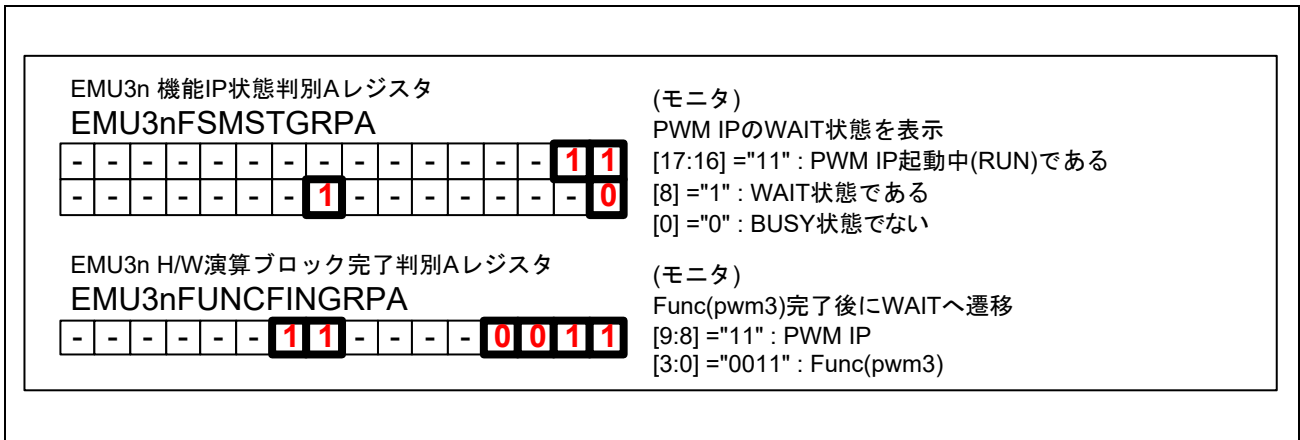 EMU3n 機能IP状態判別Aレジスタ
EMU3nFSMSTGRPA
- - - - - - - - - - - - - - 1 1
- - - - - - - 1 - - - - - - - 0
(モニタ)
PWM IPのWAIT状態を表示
[17:16] ="11" : PWM IP起動中(RUN)である
[8] ="1" : WAIT状態である
[0] ="0" : BUSY状態でない
EMU3n H/W演算ブロック完了判別Aレジスタ
EMU3nFUNCFINGRPA
- - - - - - 1 1 - - - - 0 0 1 1
(モニタ)
Func(pwm3)完了後にWAITへ遷移
[9:8] ="11" : PWM IP
[3:0] ="0011" : Func(pwm3)